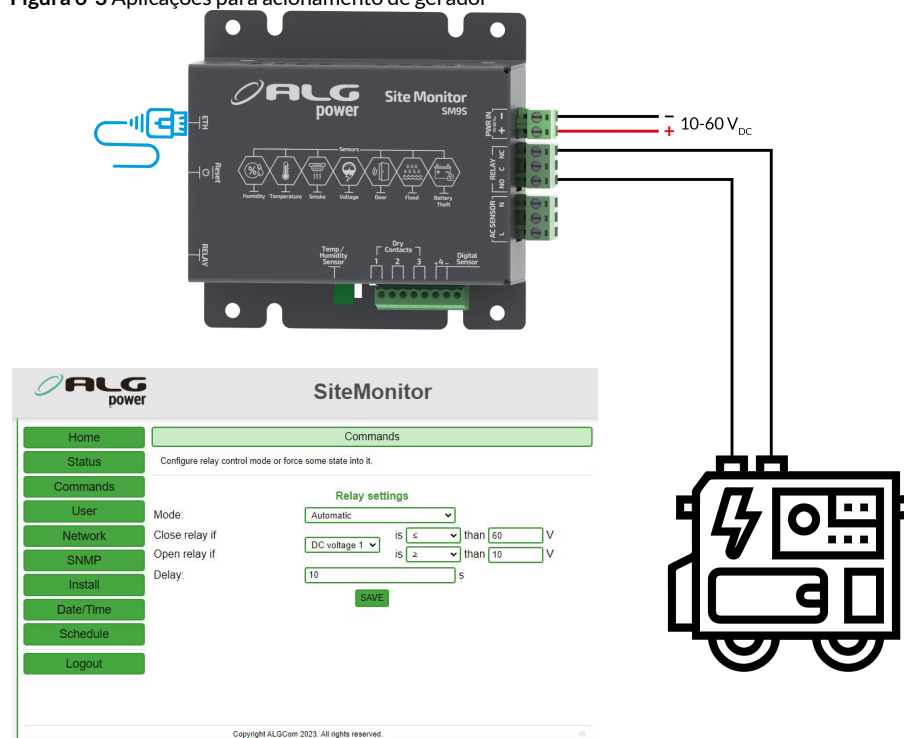 Figura 6-3 Aplicações para acionamento de gerador
ALG
power
Site Monitor
SM9S
ETH
Reset
RELAY
Sensors
Humidity Temperature Smoke Voltage Door Flood Battery Theft
Temp/
Humidity
Sensor
Dry
Contacts
1 2 3
+4-
Digital
Sensor
PWR IN
- +
RELAY
NC C NO
AC SENSOR
N L
10-60 VDC
- +
ALG
power
SiteMonitor
Home
Status
Commands
User
Network
SNMP
Install
Date/Time
Schedule
Logout
Commands
Configure relay control mode or force some state into it.
Relay settings
Mode: Automatic
Close relay if DC voltage 1 is ≤ than 60 V
Open relay if is ≥ than 10 V
Delay: 10 s
SAVE
Copyright ALGCom 2023. All rights reserved.